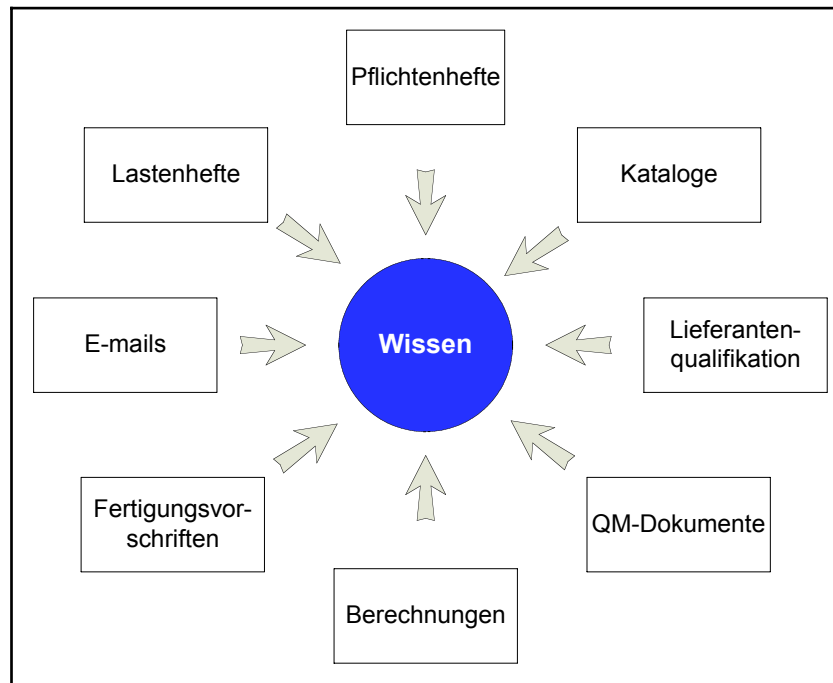 Pflichtenhefte
Lastenhefte
Kataloge
E-mails
Wissen
Lieferanten-
qualifikation
Fertigungsvor-
schriften
QM-Dokumente
Berechnungen